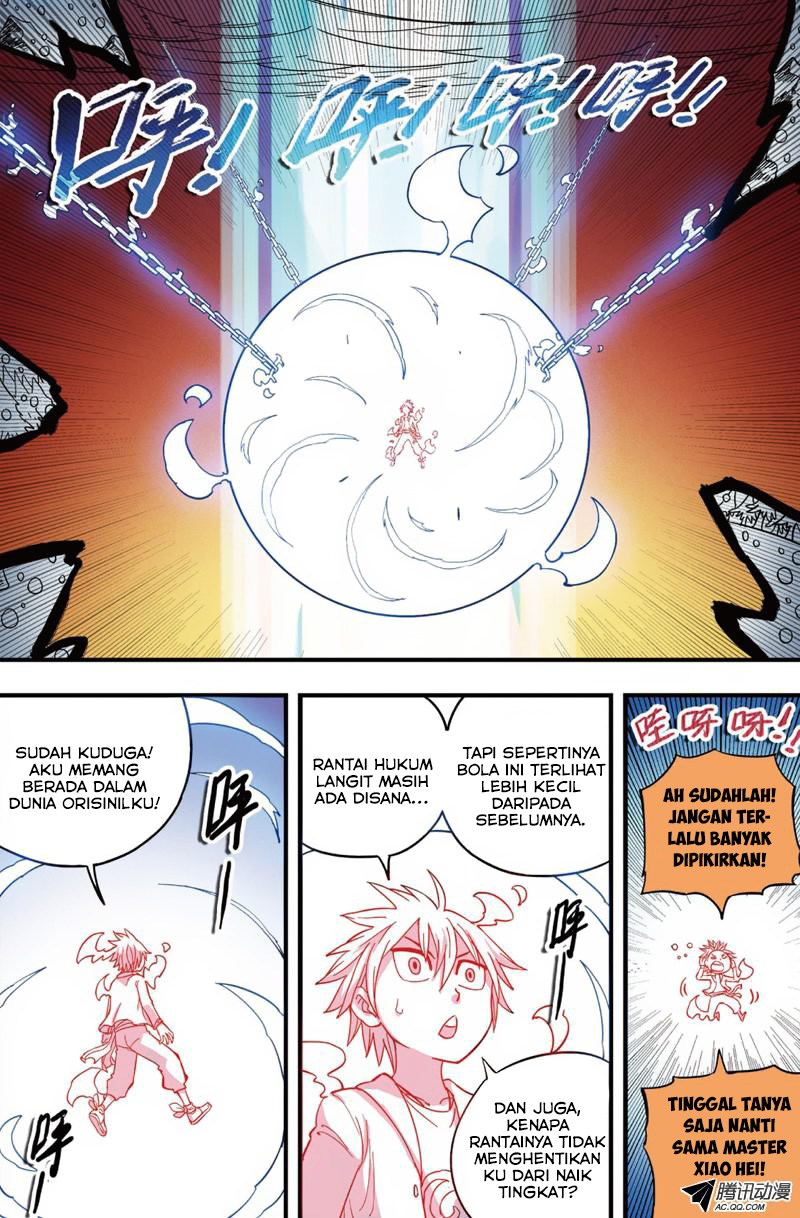 呼! 呼! 呼! 呼!!
SUDAH KUDUGA!
AKU MEMANG
BERADA DALAM
DUNIA ORISINILKU!
呼—
呼—
RANTAI HUKUM
LANGIT MASIH
ADA DISANA...
TAPI SEPERTINYA
BOLA INI TERLIHAT
LEBIH KECIL
DARIPADA
SEBELUMNYA.
呼—
DAN JUGA,
KENAPA
RANTAINYA TIDAK
MENGHENTIKAN
KU DARI NAIK
TINGKAT?
哇呀呀!!
AH SUDAHLAH!
JANGAN TER-
LALU BANYAK
DIPIKIRKAN!
TINGGAL TANYA
SAJA NANTI
SAMA MASTER
XIAO HEI!
腾讯动漫
AC.QQ.COM